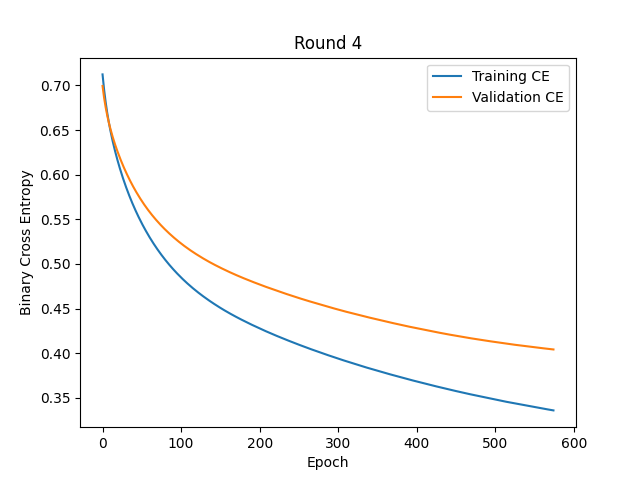 Round 4
Training CE
Validation CE
Binary Cross Entropy
0.70
0.65
0.60
0.55
0.50
0.45
0.40
0.35
0 100 200 300 400 500 600
Epoch